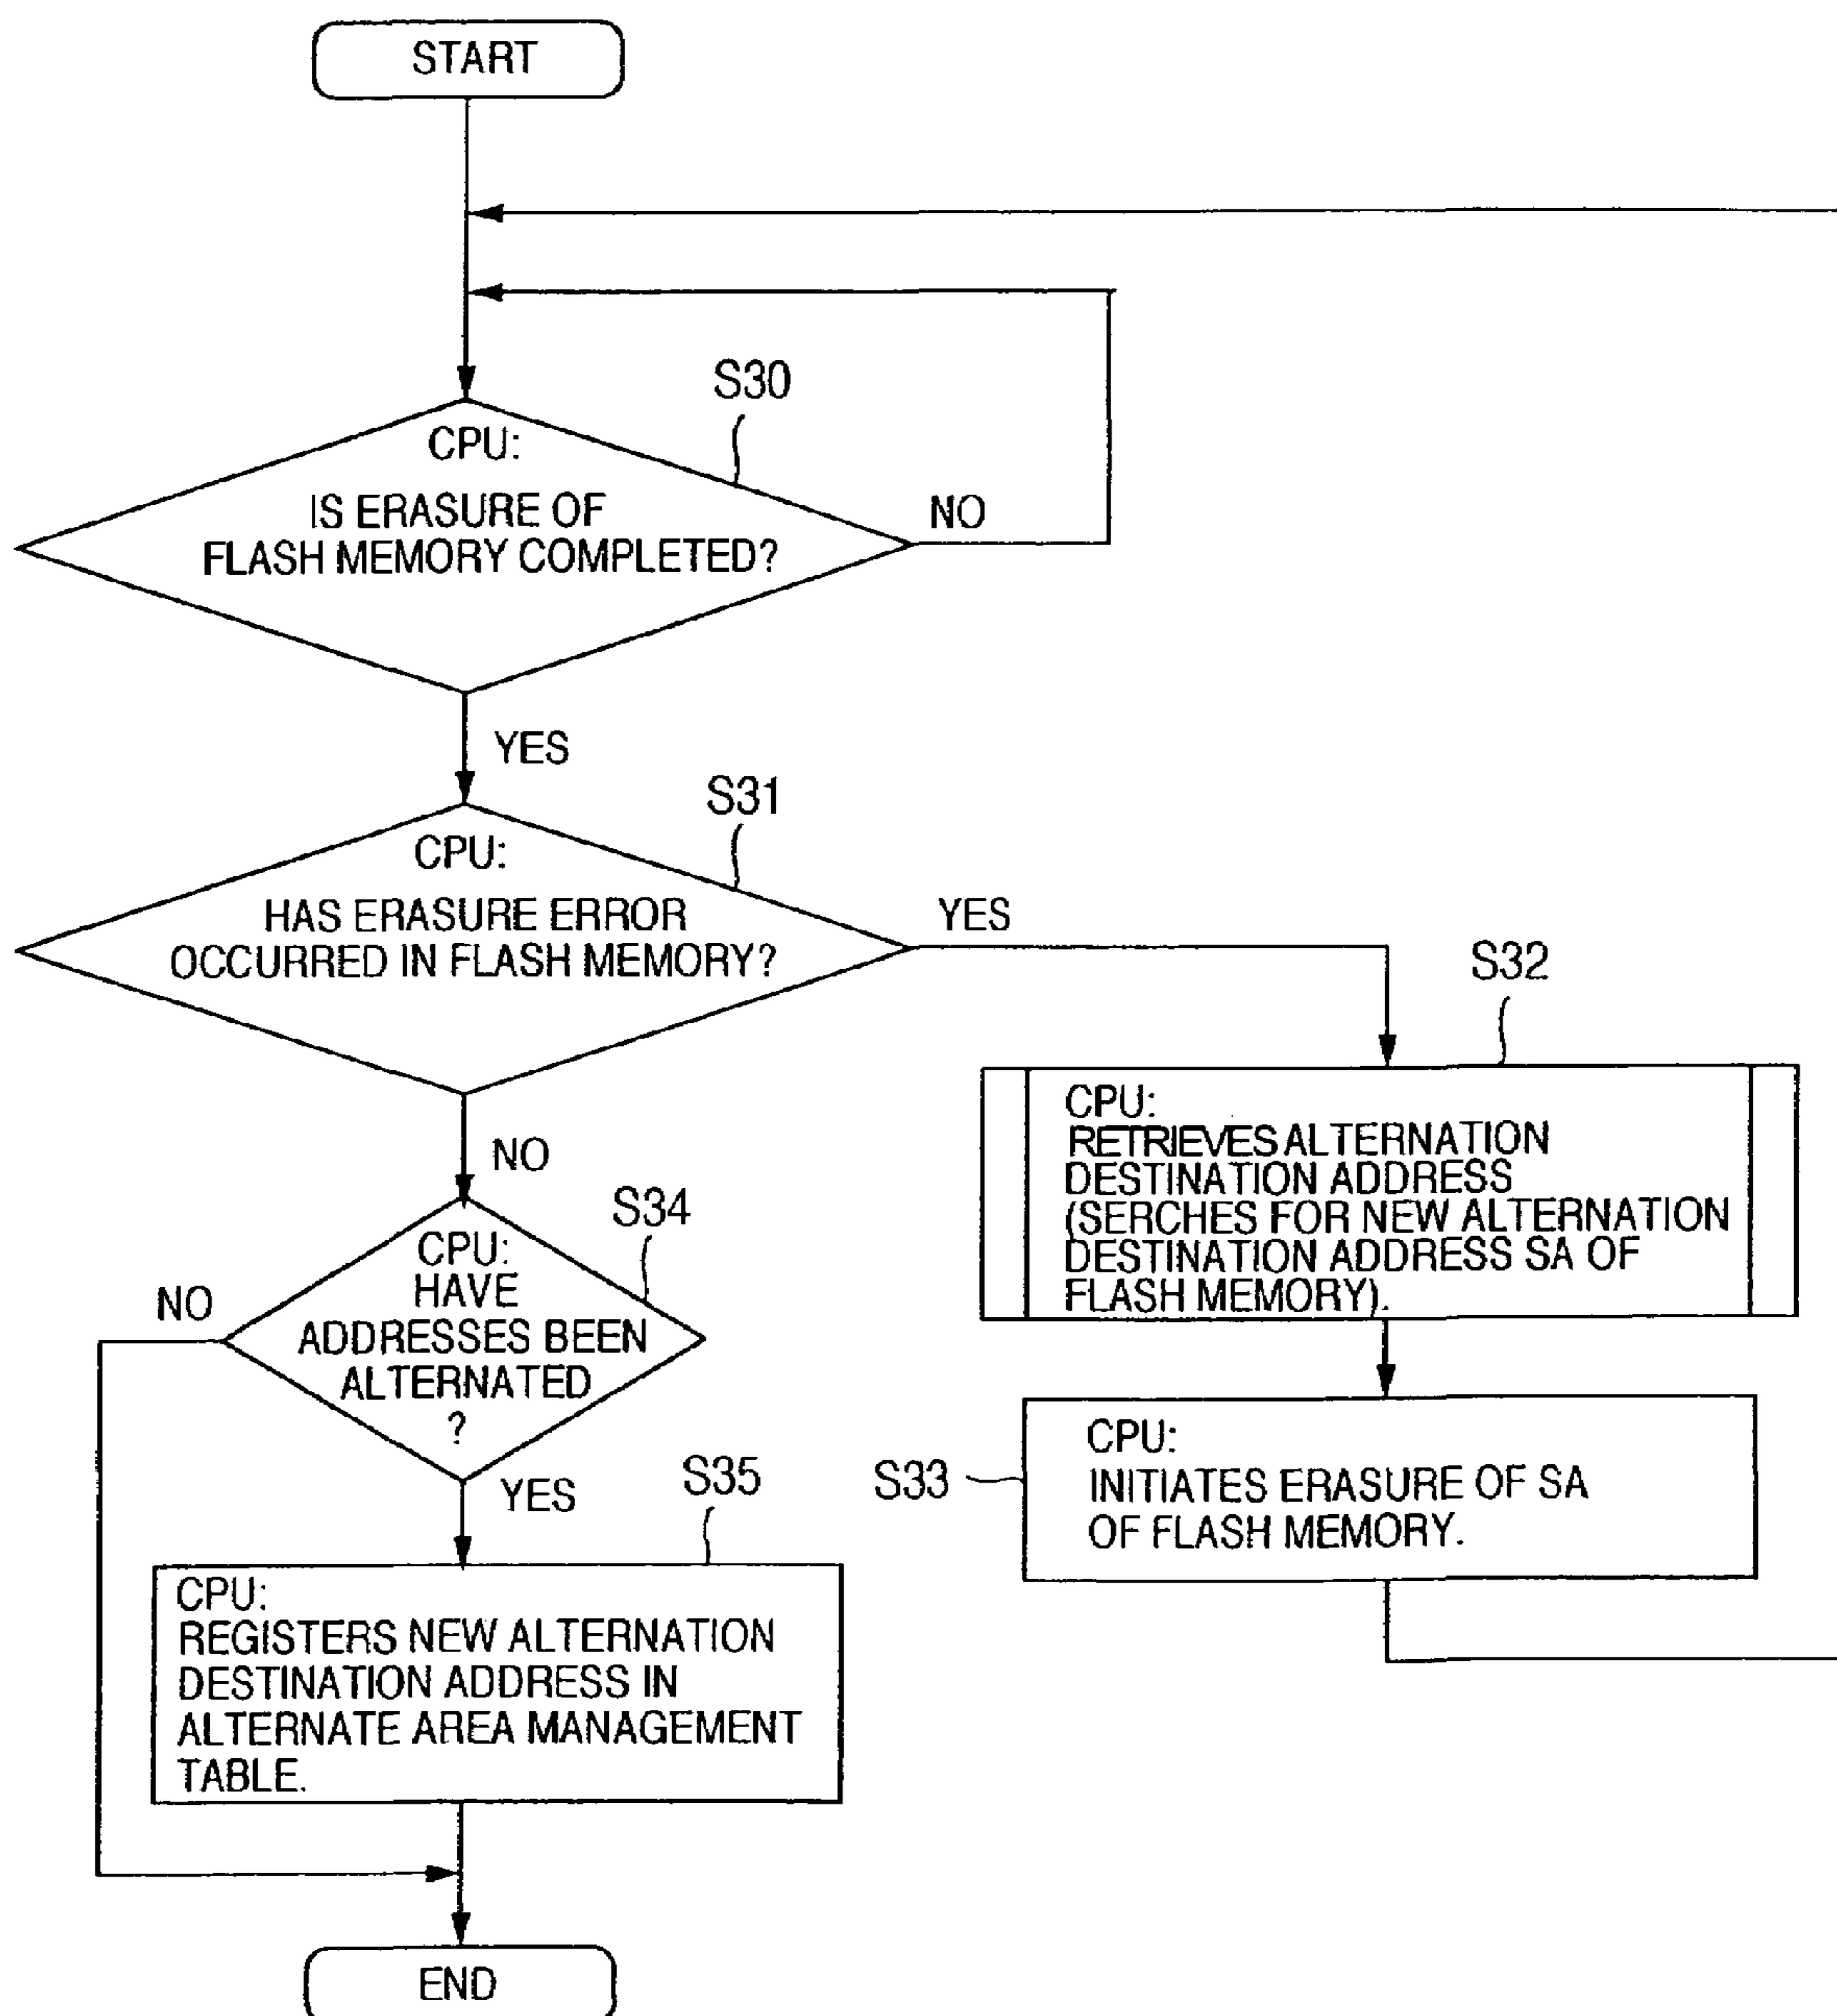 START
S30
CPU:
IS ERASURE OF
FLASH MEMORY COMPLETED?
NO
YES
S31
CPU:
HAS ERASURE ERROR
OCCURRED IN FLASH MEMORY?
YES
S32
CPU:
RETRIEVES ALTERNATION
DESTINATION ADDRESS
(SERCHES FOR NEW ALTERNATION
DESTINATION ADDRESS SA OF
FLASH MEMORY).
NO
S34
CPU:
HAVE
ADDRESSES BEEN
ALTERNATED
?
NO
YES
S33
CPU:
INITIATES ERASURE OF SA
OF FLASH MEMORY.
S35
CPU:
REGISTERS NEW ALTERNATION
DESTINATION ADDRESS IN
ALTERNATE AREA MANAGEMENT
TABLE.
END